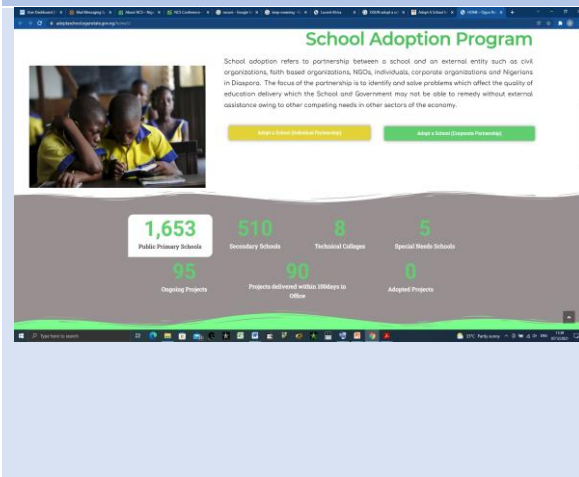 School Adoption Program
School adoption refers to partnership between a school and an external entity such as civil
organizations, faith based organizations, NGOs, individuals, corporate organizations and Nigerians
in Diaspora. The focus of the partnership is to identify and solve problems which affect the quality of
education delivery which the School and Government may not be able to remedy without external
assistance owing to other competing needs in other sectors of the economy.
Adopt a School (Individual Partnership)
Adopt a School (Corporate Partnership)
1,653
Public Primary Schools
510
Secondary Schools
8
Technical Colleges
5
Special Needs Schools
95
Ongoing Projects
90
Projects delivered within 100days in
Office
0
Adopted Projects
Type here to search
Partly sunny